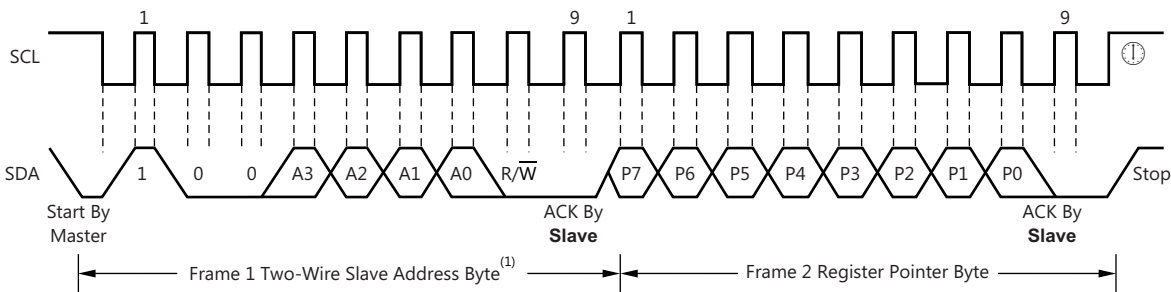 1 9 1 9
SCL
SDA 1 0 0 A3 A2 A1 A0 R/W̅ P7 P6 P5 P4 P3 P2 P1 P0 Stop
Start By
Master
ACK By
Slave
ACK By
Slave
Frame 1 Two-Wire Slave Address Byte(1)
Frame 2 Register Pointer Byte